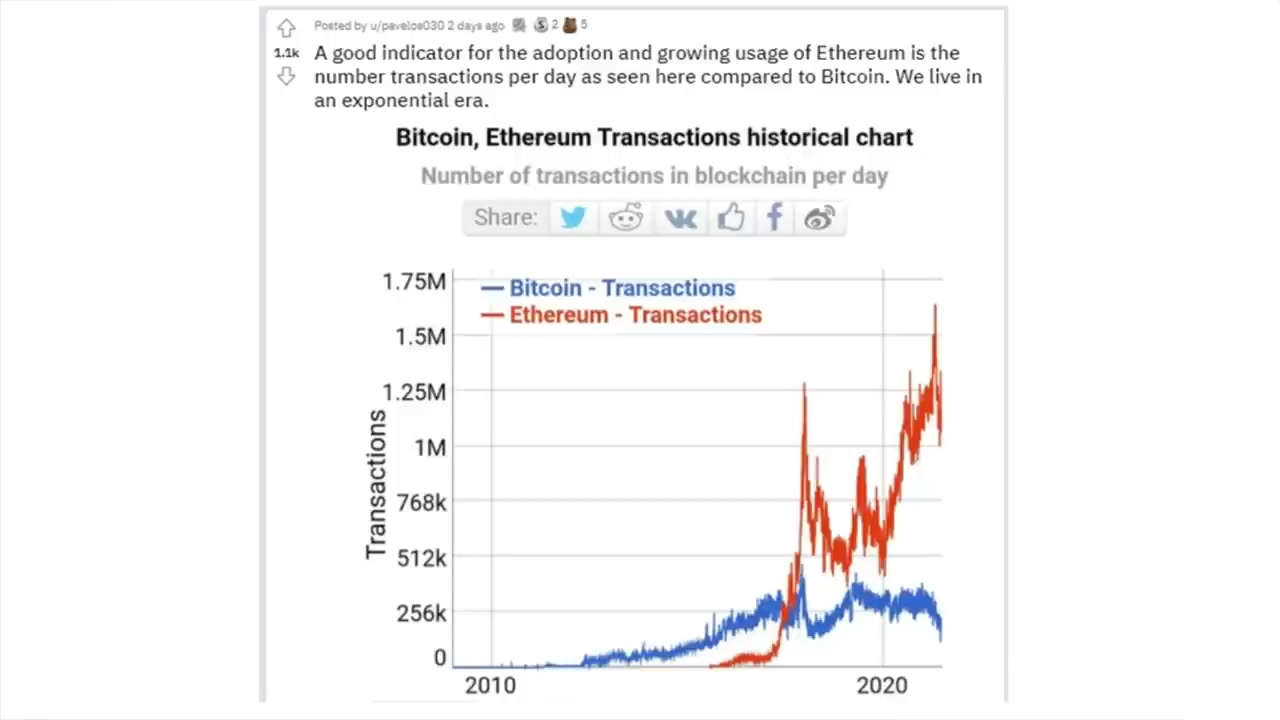 Posted by u/pavelos030 2 days ago 2 5
1.1k
A good indicator for the adoption and growing usage of Ethereum is the
number transactions per day as seen here compared to Bitcoin. We live in
an exponential era.
Bitcoin, Ethereum Transactions historical chart
Number of transactions in blockchain per day
Share:
1.75M
Bitcoin - Transactions
Ethereum - Transactions
1.5M
1.25M
1M
768k
512k
256k
0
Transactions
2010 2020